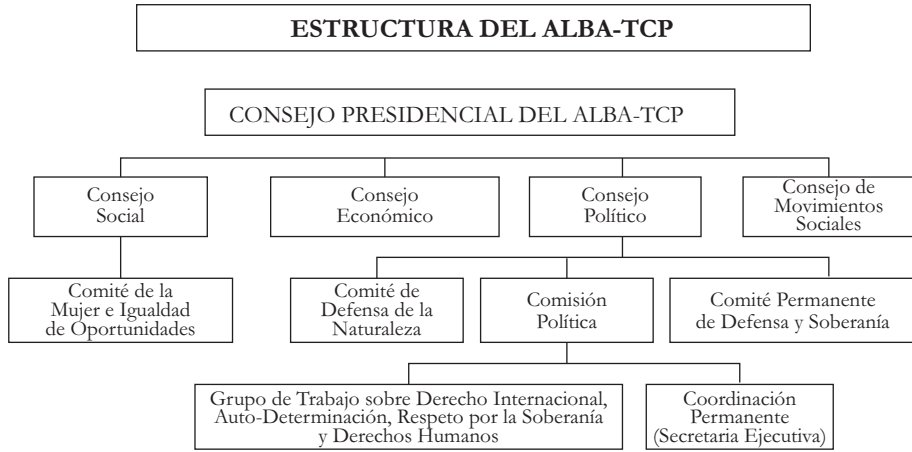 ESTRUCTURA DEL ALBA-TCP
CONSEJO PRESIDENCIAL DEL ALBA-TCP
Consejo
Social
Consejo
Económico
Consejo
Político
Consejo de
Movimientos
Sociales
Comité de la
Mujer e Igualdad
de Oportunidades
Comité de
Defensa de la
Naturaleza
Comisión
Política
Comité Permanente
de Defensa y Soberanía
Grupo de Trabajo sobre Derecho Internacional,
Auto-Determinación, Respeto por la Soberanía
y Derechos Humanos
Coordinación
Permanente
(Secretaria Ejecutiva)